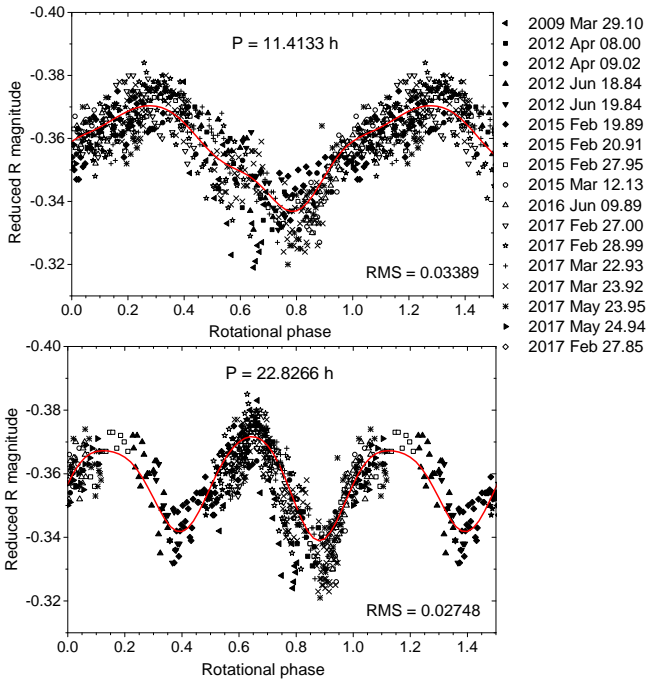 -0.40
-0.38
-0.36
-0.34
-0.32
Reduced R magnitude
P = 11.4133 h
RMS = 0.03389
0.0 0.2 0.4 0.6 0.8 1.0 1.2 1.4
Rotational phase
2009 Mar 29.10
2012 Apr 08.00
2012 Apr 09.02
2012 Jun 18.84
2012 Jun 19.84
2015 Feb 19.89
2015 Feb 20.91
2015 Feb 27.95
2015 Mar 12.13
2016 Jun 09.89
2017 Feb 27.00
2017 Feb 28.99
2017 Mar 22.93
2017 Mar 23.92
2017 May 23.95
2017 May 24.94
2017 Feb 27.85
-0.40
-0.38
-0.36
-0.34
-0.32
Reduced R magnitude
P = 22.8266 h
RMS = 0.02748
0.0 0.2 0.4 0.6 0.8 1.0 1.2 1.4
Rotational phase